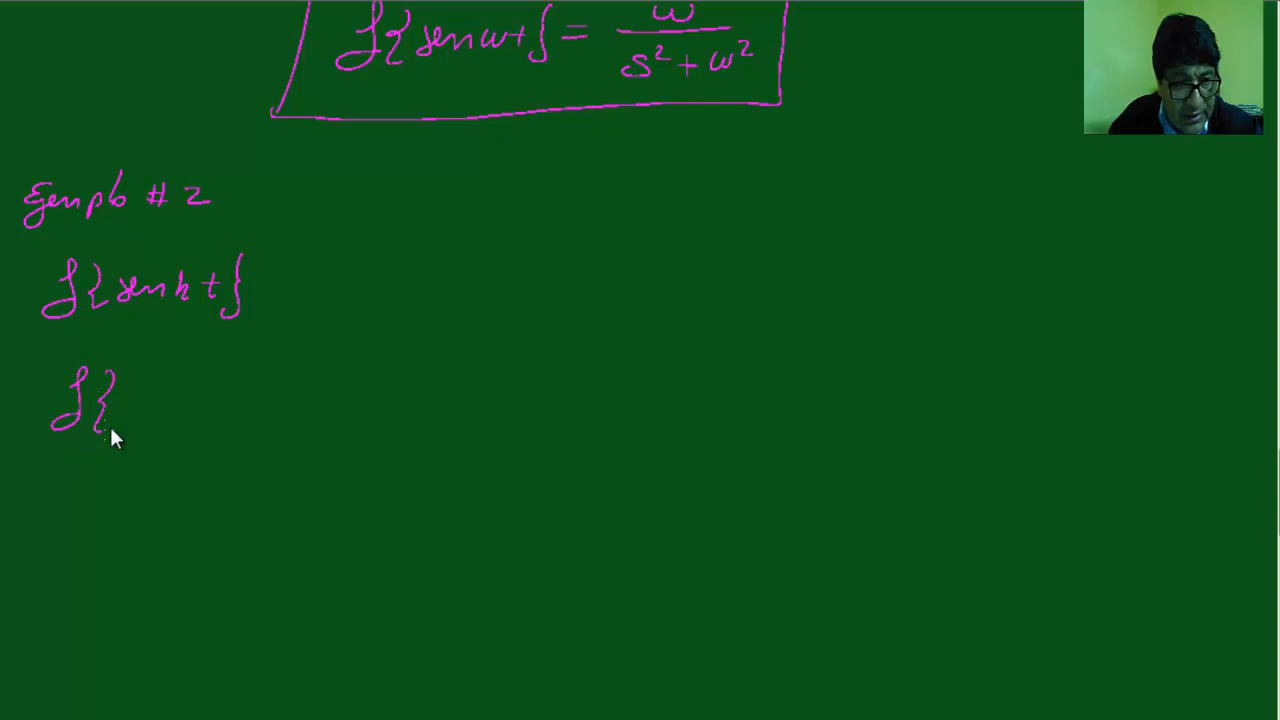 ℒ{sen ωt} = ω / (s² + ω²)
Ejemplo # 2
ℒ{senh t}
ℒ{